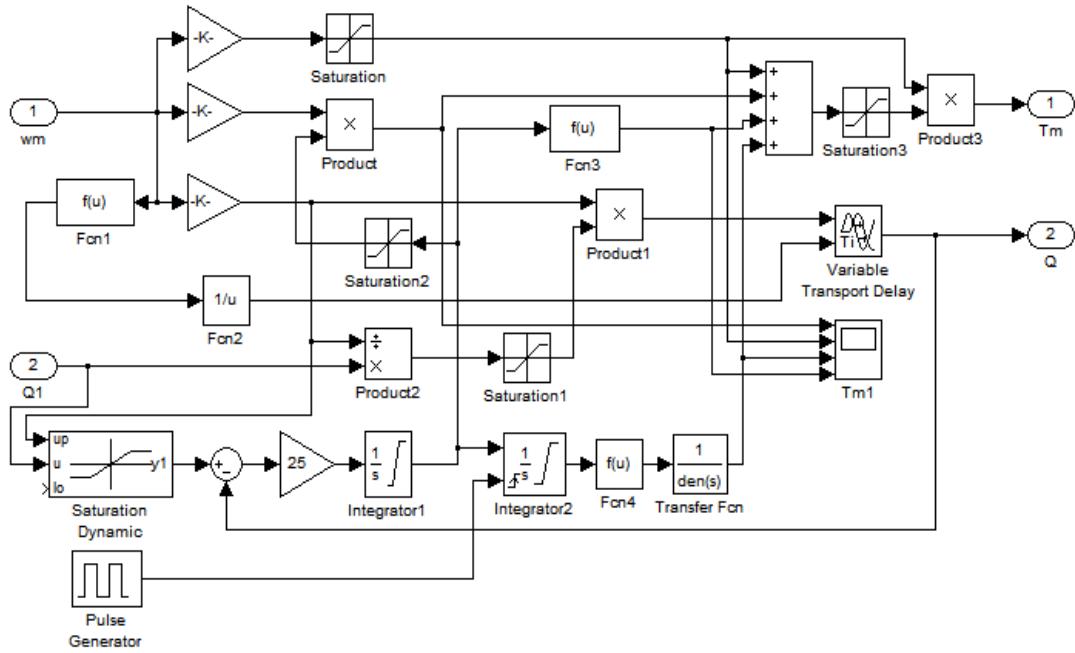 -K-
Saturation
+
+
+
+
×
Product3
1
Tm
1
wm
-K-
×
Product
f(u)
Fcn3
Saturation3
f(u)
Fcn1
-K-
×
Product1
Saturation2
Ti
Variable
Transport Delay
2
Q
1/u
Fcn2
2
Q1
÷
×
Product2
Saturation1
Tm1
up
u
lo
y1
Saturation
Dynamic
+
−
25
1
s
Integrator1
1
s
Integrator2
f(u)
Fcn4
1
den(s)
Transfer Fcn
Pulse
Generator